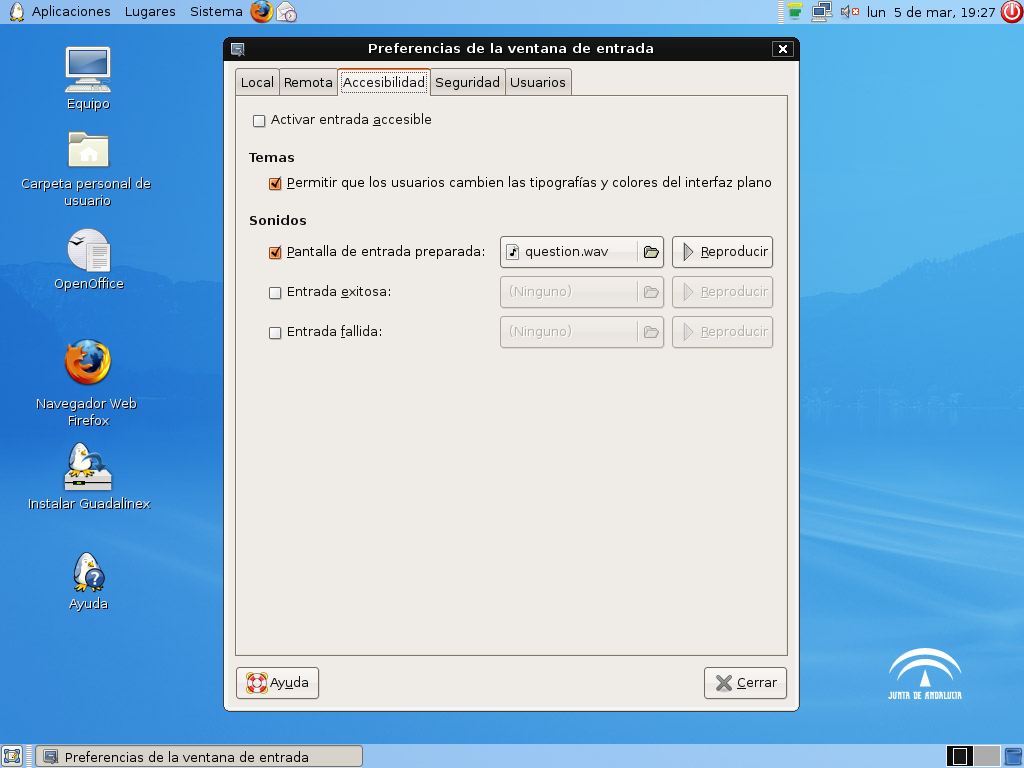 Aplicaciones Lugares Sistema lun 5 de mar, 19:27
Equipo
Carpeta personal de
usuario
OpenOffice
Navegador Web
Firefox
Instalar Guadalinex
Ayuda
Preferencias de la ventana de entrada
Local Remota Accesibilidad Seguridad Usuarios
Activar entrada accesible
Temas
Permitir que los usuarios cambien las tipografías y colores del interfaz plano
Sonidos
Pantalla de entrada preparada: question.wav Reproducir
Entrada exitosa: (Ninguno) Reproducir
Entrada fallida: (Ninguno) Reproducir
Ayuda Cerrar
JUNTA DE ANDALUCIA
Preferencias de la ventana de entrada